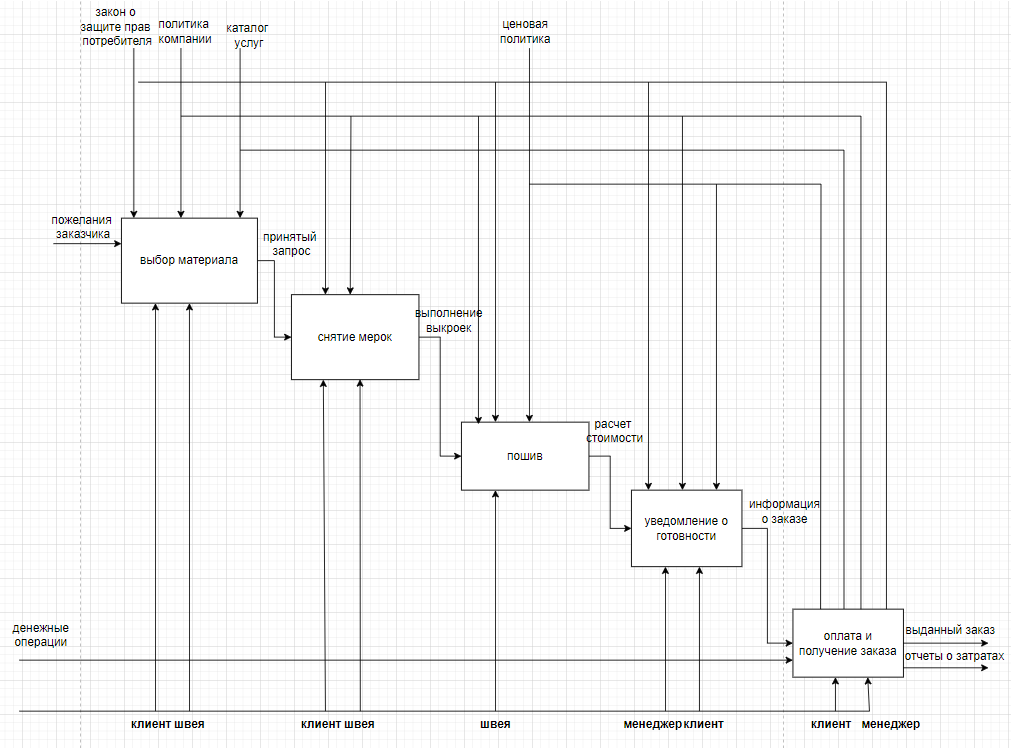 закон о
защите прав
потребителя
политика
компании
каталог
услуг
ценовая
политика
пожелания
заказчика
выбор материала
принятый
запрос
снятие мерок
выполнение
выкроек
пошив
расчет
стоимости
уведомление о
готовности
информация
о заказе
денежные
операции
оплата и
получение заказа
выданный заказ
отчеты о затратах
клиент швея
клиент швея
швея
менеджер клиент
клиент
менеджер